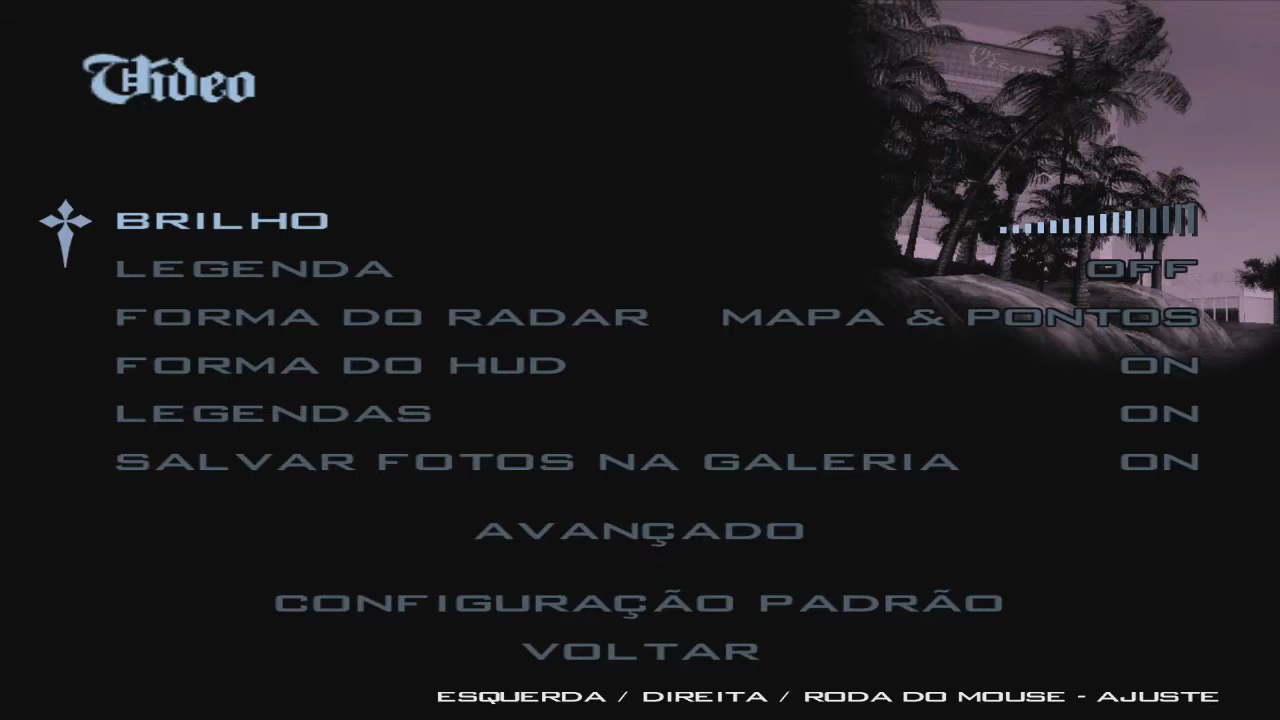 Video
BRILHO
LEGENDA OFF
FORMA DO RADAR MAPA & PONTOS
FORMA DO HUD ON
LEGENDAS ON
SALVAR FOTOS NA GALERIA ON
AVANÇADO
CONFIGURAÇÃO PADRÃO
VOLTAR
ESQUERDA / DIREITA / RODA DO MOUSE - AJUSTE